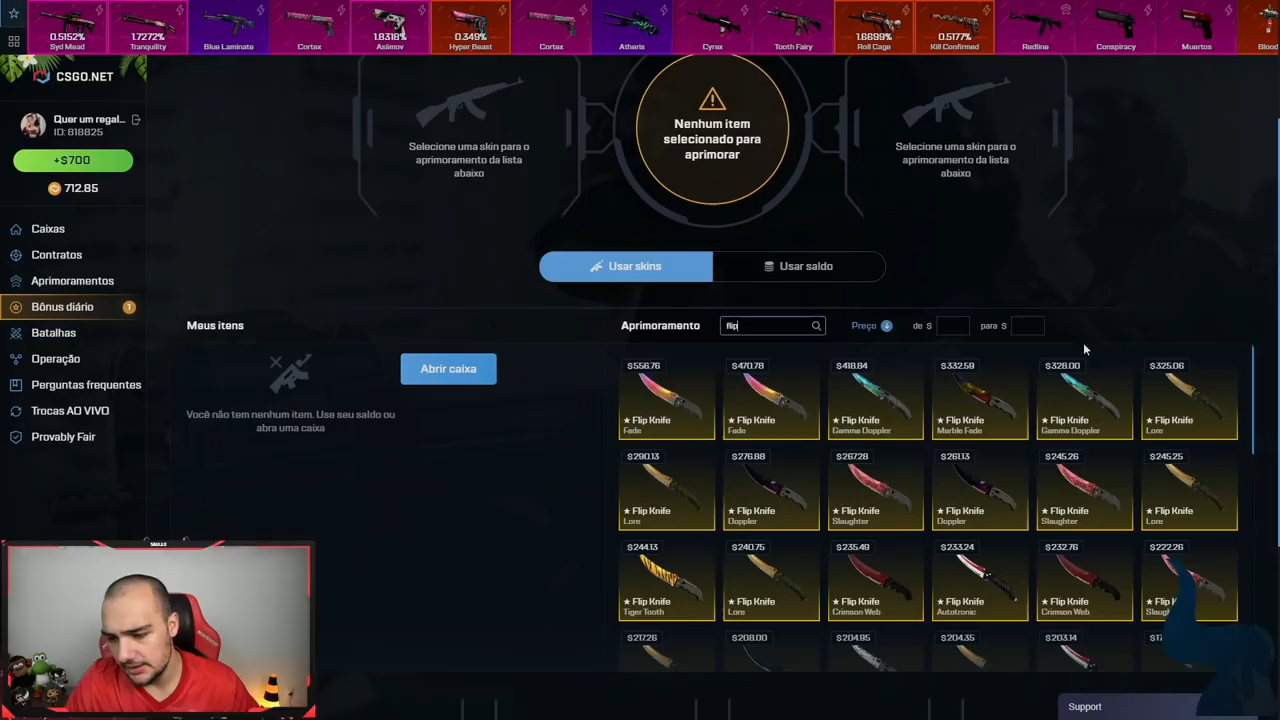 0.5152%
Syd Mead
1.7272%
Tranquility
Blue Laminate
Cortex
1.8318%
Asiimov
0.349%
Hyper Beast
Cortex
Atheris
Cyrex
Tooth Fairy
1.6699%
Roll Cage
0.5177%
Kill Confirmed
Redline
Conspiracy
Muertos
Blood
CSGO.NET
Quer um regal...
ID: 818825
+$700
712.85
Caixas
Contratos
Aprimoramentos
Bônus diário 1
Batalhas
Operação
Perguntas frequentes
Trocas AO VIVO
Provably Fair
Selecione uma skin para o
aprimoramento da lista
abaixo
Nenhum item
selecionado para
aprimorar
Selecione uma skin para o
aprimoramento da lista
abaixo
Usar skins
Usar saldo
Meus itens
Abrir caixa
Você não tem nenhum item. Use seu saldo ou
abra uma caixa
Aprimoramento
flip
Preço
de $
para $
$556.76
★ Flip Knife
Fade
$470.78
★ Flip Knife
Fade
$418.84
★ Flip Knife
Gamma Doppler
$332.59
★ Flip Knife
Marble Fade
$328.00
★ Flip Knife
Gamma Doppler
$325.06
★ Flip Knife
Lore
$290.13
★ Flip Knife
Lore
$276.88
★ Flip Knife
Doppler
$267.28
★ Flip Knife
Slaughter
$261.13
★ Flip Knife
Doppler
$245.26
★ Flip Knife
Slaughter
$245.25
★ Flip Knife
Lore
$244.13
★ Flip Knife
Tiger Tooth
$240.75
★ Flip Knife
Lore
$235.49
★ Flip Knife
Crimson Web
$233.24
★ Flip Knife
Autotronic
$232.76
★ Flip Knife
Crimson Web
$222.26
★ Flip Knife
$217.26
$208.00
$204.95
$204.35
$203.14
Support